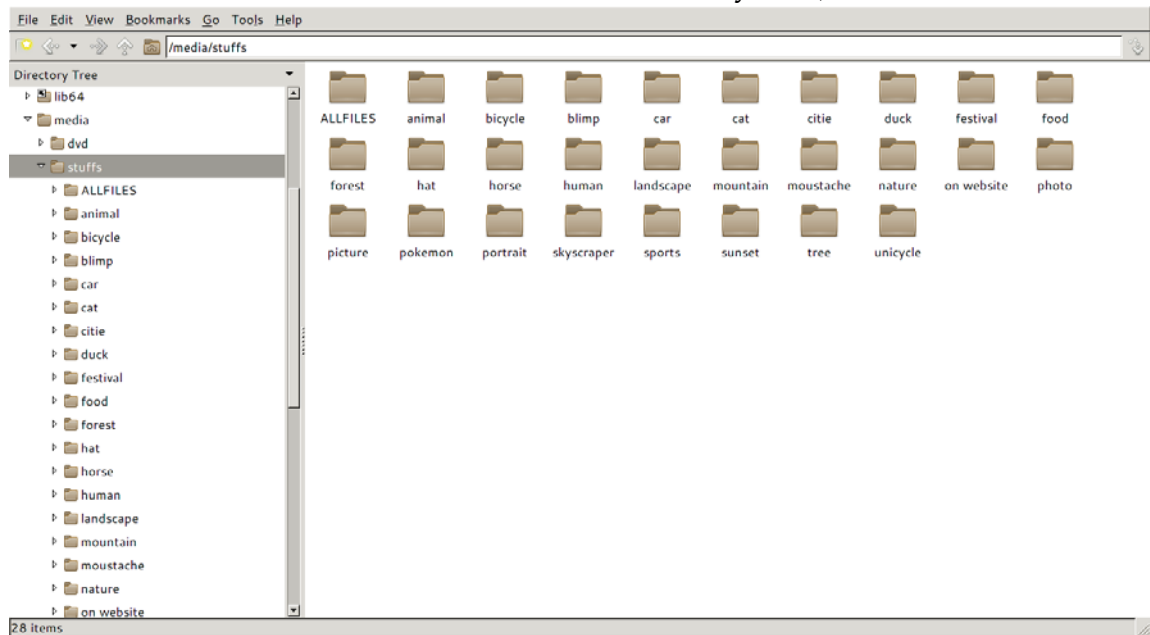 File Edit View Bookmarks Go Tools Help
/media/stuffs
Directory Tree
lib64
media
dvd
stuffs
ALLFILES
animal
bicycle
blimp
car
cat
citie
duck
festival
food
forest
hat
horse
human
landscape
mountain
moustache
nature
on website
ALLFILES animal bicycle blimp car cat citie duck festival food
forest hat horse human landscape mountain moustache nature on website photo
picture pokemon portrait skyscraper sports sunset tree unicycle
28 items